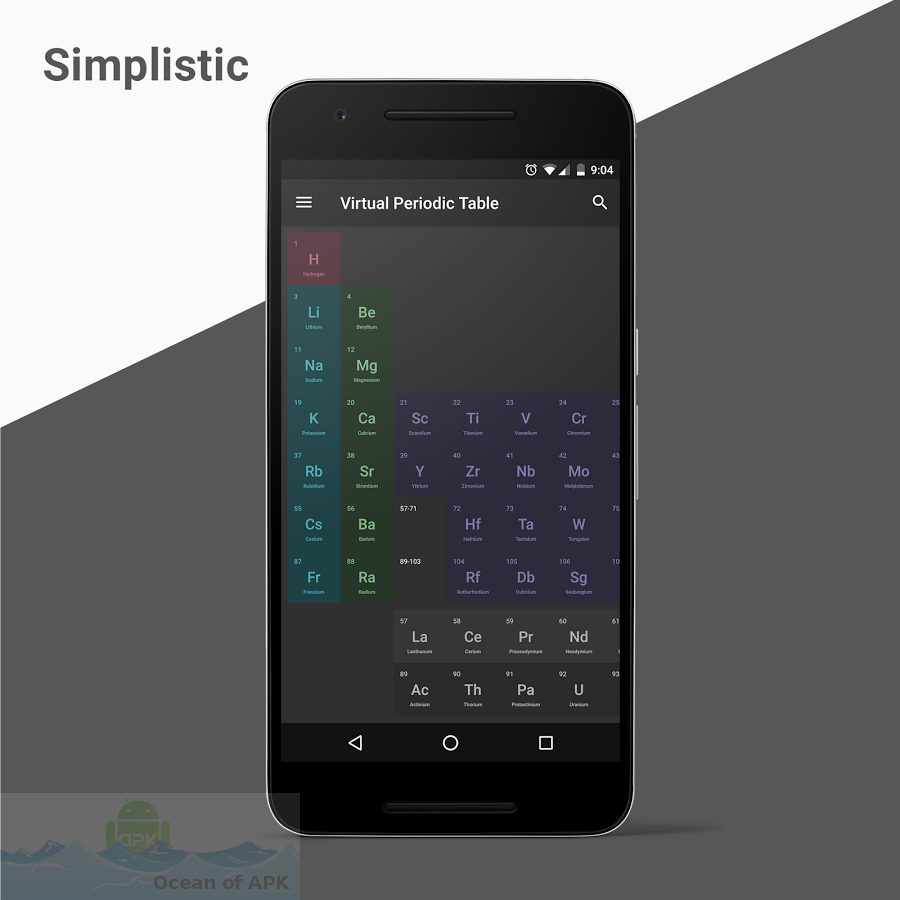 Simplistic
9:04
Virtual Periodic Table
1
H
Hydrogen
3 4
Li Be
Lithium Beryllium
11 12
Na Mg
Sodium Magnesium
19 20 21 22 23 24 25
K Ca Sc Ti V Cr
Potassium Calcium Scandium Titanium Vanadium Chromium
37 38 39 40 41 42 43
Rb Sr Y Zr Nb Mo
Rubidium Strontium Yttrium Zirconium Niobium Molybdenum
55 56 57-71 72 73 74 75
Cs Ba Hf Ta W
Cesium Barium Hafnium Tantalum Tungsten
87 88 89-103 104 105 106 10
Fr Ra Rf Db Sg
Francium Radium Rutherfordium Dubnium Seaborgium
57 58 59 60 61
La Ce Pr Nd
Lanthanum Cerium Praseodymium Neodymium
89 90 91 92 93
Ac Th Pa U
Actinium Thorium Protactinium Uranium
APK
Ocean of APK